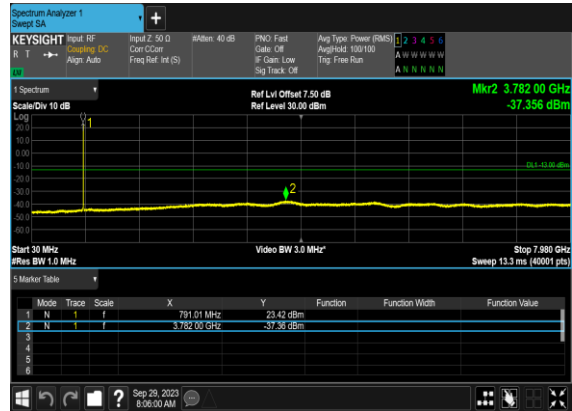 Spectrum Analyzer 1
Swept SA
+
KEYSIGHT
R T
LW
Input: RF
Coupling: DC
Align: Auto
Input Z: 50 Ω
Corr CCorr
Freq Ref: Int (S)
#Atten: 40 dB
PNO: Fast
Gate: Off
IF Gain: Low
Sig Track: Off
Avg Type: Power (RMS)
Avg|Hold: 100/100
Trig: Free Run
1 2 3 4 5 6
A W W W W W
A N N N N N
1 Spectrum
Scale/Div 10 dB
Ref Lvl Offset 7.50 dB
Ref Level 30.00 dBm
Mkr2 3.782 00 GHz
-37.356 dBm
Log
20.0
10.0
0.00
-10.0
-20.0
-30.0
-40.0
-50.0
-60.0
1
2
DL1 -13.00 dBm
Start 30 MHz
#Res BW 1.0 MHz
Video BW 3.0 MHz*
Stop 7.980 GHz
Sweep 13.3 ms (40001 pts)
5 Marker Table
Mode Trace Scale X Y Function Function Width Function Value
1 N 1 f 791.01 MHz 23.42 dBm
2 N 1 f 3.782 00 GHz -37.36 dBm
3
4
5
6
?
Sep 29, 2023
8:06:00 AM